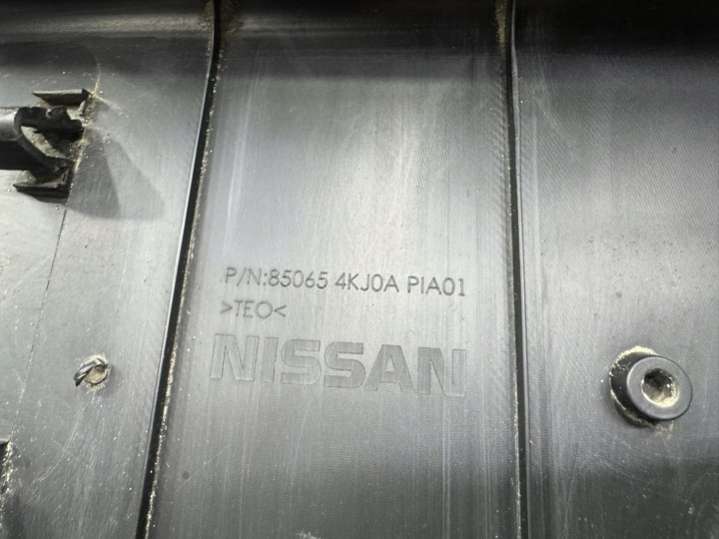 P/N:85065 4KJ0A PIA01
>TEO<
NISSAN